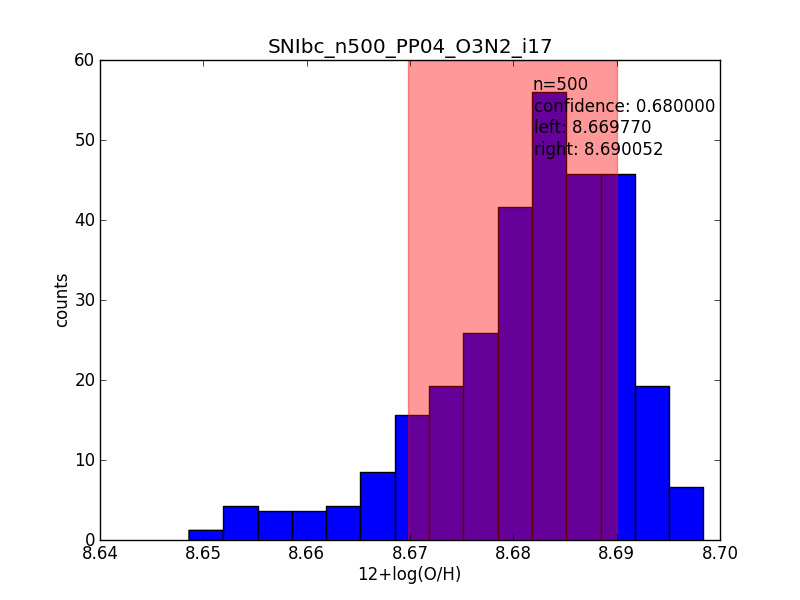 SNIbc_n500_PP04_O3N2_i17
n=500
confidence: 0.680000
left: 8.669770
right: 8.690052
60
50
40
30
20
10
0
counts
8.64 8.65 8.66 8.67 8.68 8.69 8.70
12+log(O/H)